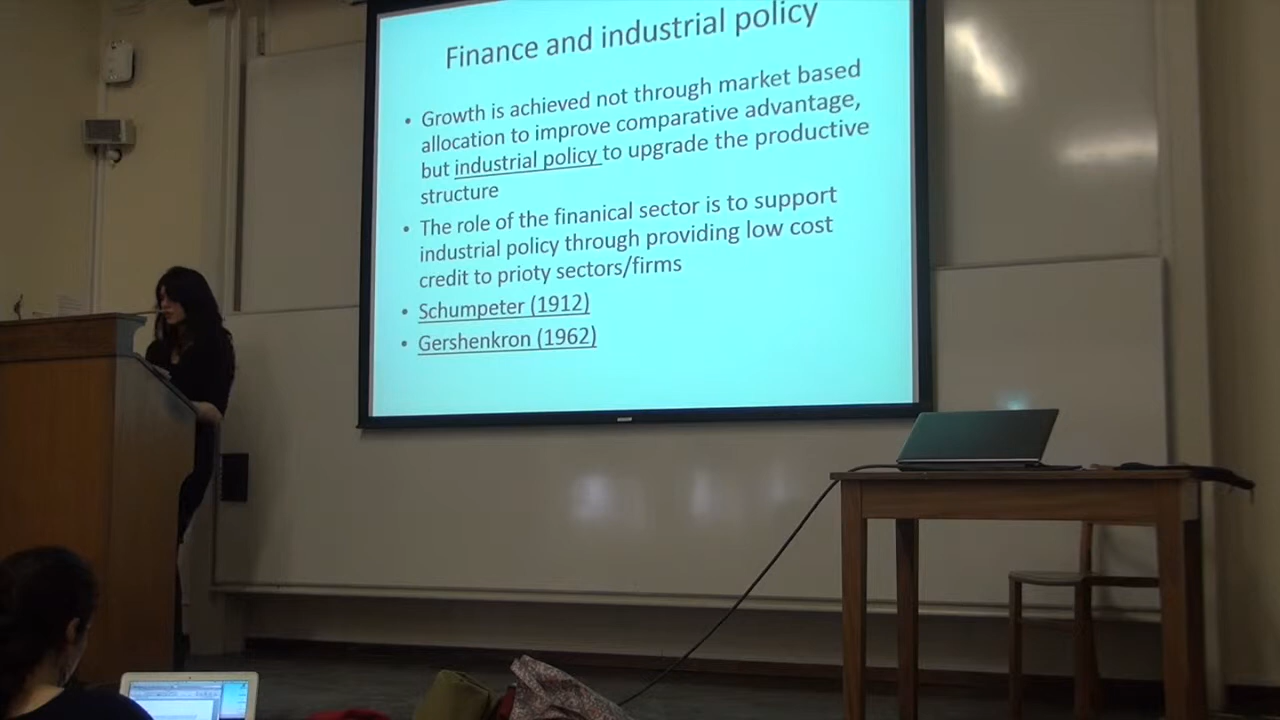 Finance and industrial policy
• Growth is achieved not through market based
allocation to improve comparative advantage,
but industrial policy to upgrade the productive
structure
• The role of the finanical sector is to support
industrial policy through providing low cost
credit to prioty sectors/firms
• Schumpeter (1912)
• Gershenkron (1962)